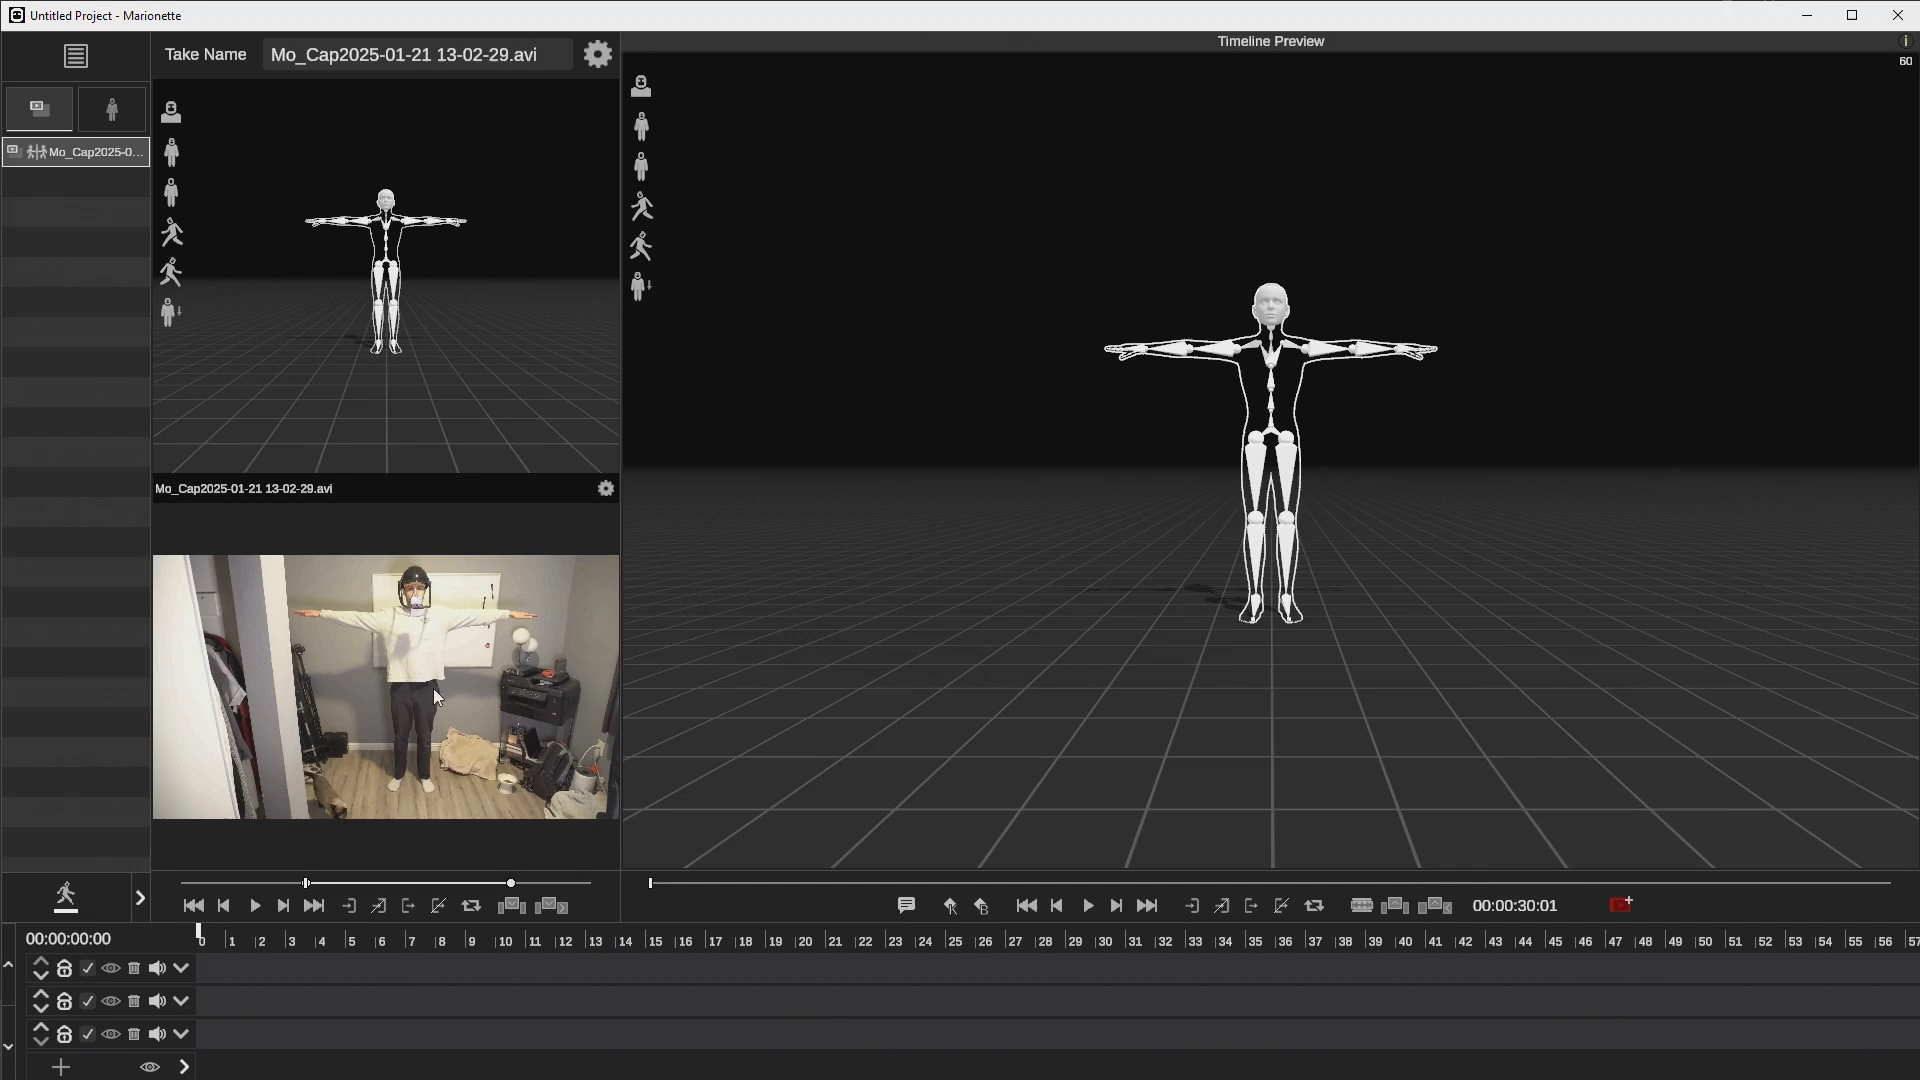 Untitled Project - Marionette
Take Name Mo_Cap2025-01-21 13-02-29.avi
Timeline Preview
i
60
Mo_Cap2025-0...
Mo_Cap2025-01-21 13-02-29.avi
K B
00:00:30:01
00:00:00:00
0 1 2 3 4 5 6 7 8 9 10 11 12 13 14 15 16 17 18 19 20 21 22 23 24 25 26 27 28 29 30 31 32 33 34 35 36 37 38 39 40 41 42 43 44 45 46 47 48 49 50 51 52 53 54 55 56 57